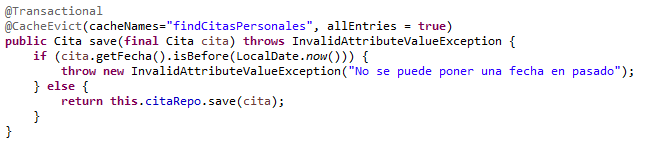 @Transactional
@CacheEvict(cacheNames="findCitasPersonales", allEntries = true)
public Cita save(final Cita cita) throws InvalidAttributeValueException {
    if (cita.getFecha().isBefore(LocalDate.now())) {
        throw new InvalidAttributeValueException("No se puede poner una fecha en pasado");
    } else {
        return this.citaRepo.save(cita);
    }
}